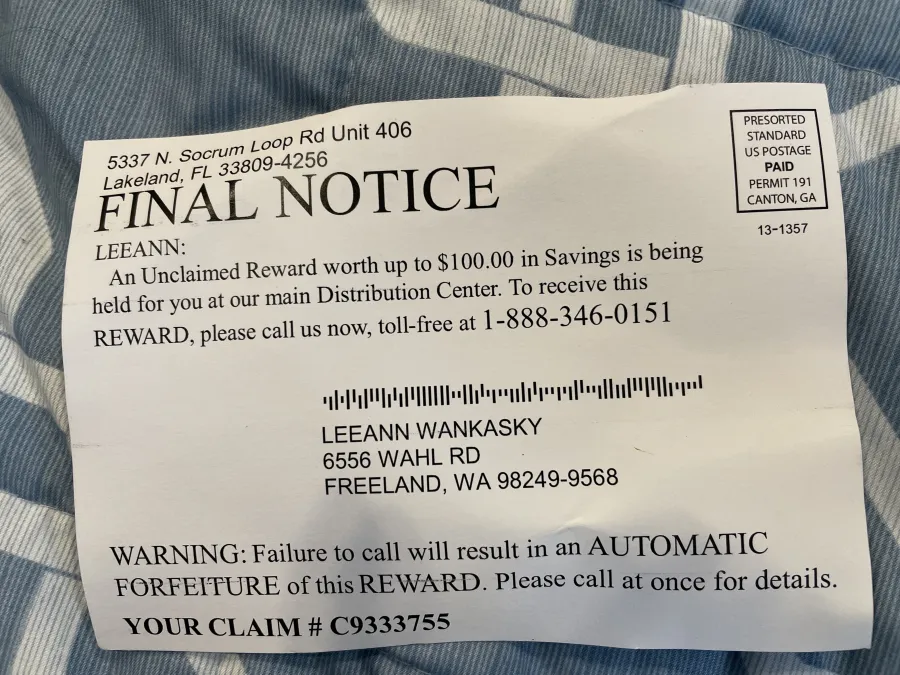 5337 N. Socrum Loop Rd Unit 406
Lakeland, FL 33809-4256
PRESORTED
STANDARD
US POSTAGE
PAID
PERMIT 191
CANTON, GA
13-1357
FINAL NOTICE
LEEANN:
An Unclaimed Reward worth up to $100.00 in Savings is being
held for you at our main Distribution Center. To receive this
REWARD, please call us now, toll-free at 1-888-346-0151
LEEANN WANKASKY
6556 WAHL RD
FREELAND, WA 98249-9568
WARNING: Failure to call will result in an AUTOMATIC
FORFEITURE of this REWARD. Please call at once for details.
YOUR CLAIM # C9333755